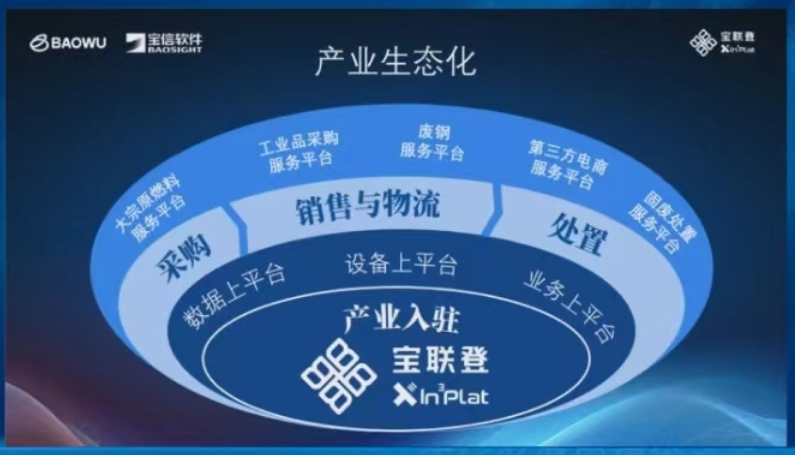 BAOWU
宝信软件
BAOSIGHT
宝联登
xIn³Plat
产业生态化
大宗原燃料
服务平台
工业品采购
服务平台
废钢
服务平台
第三方电商
服务平台
固废处置
服务平台
采购
销售与物流
处置
数据上平台
设备上平台
业务上平台
产业入驻
宝联登
xIn³Plat